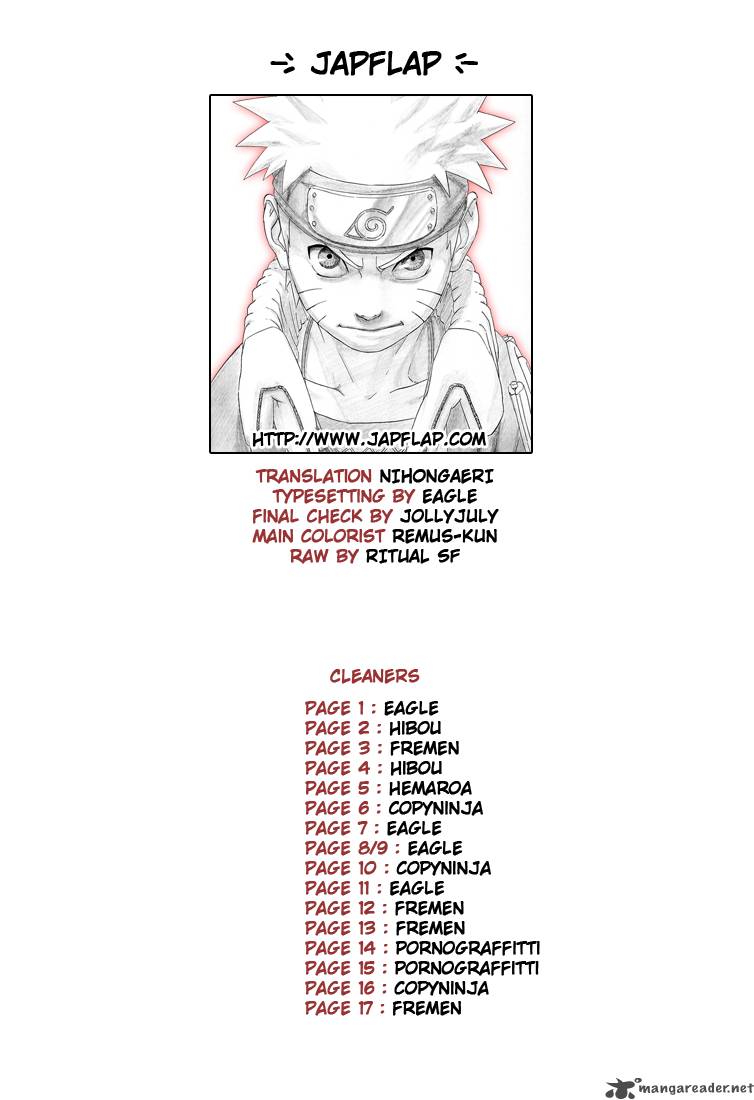 JAPFLAP
HTTP://WWW.JAPFLAP.COM
TRANSLATION NIHONGAERI
TYPESETTING BY EAGLE
FINAL CHECK BY JOLLYJULY
MAIN COLORIST REMUS-KUN
RAW BY RITUAL SF
CLEANERS
PAGE 1 : EAGLE
PAGE 2 : HIBOU
PAGE 3 : FREMEN
PAGE 4 : HIBOU
PAGE 5 : HEMAROA
PAGE 6 : COPYNINJA
PAGE 7 : EAGLE
PAGE 8/9 : EAGLE
PAGE 10 : COPYNINJA
PAGE 11 : EAGLE
PAGE 12 : FREMEN
PAGE 13 : FREMEN
PAGE 14 : PORNOGRAFFITTI
PAGE 15 : PORNOGRAFFITTI
PAGE 16 : COPYNINJA
PAGE 17 : FREMEN
mangareader.net